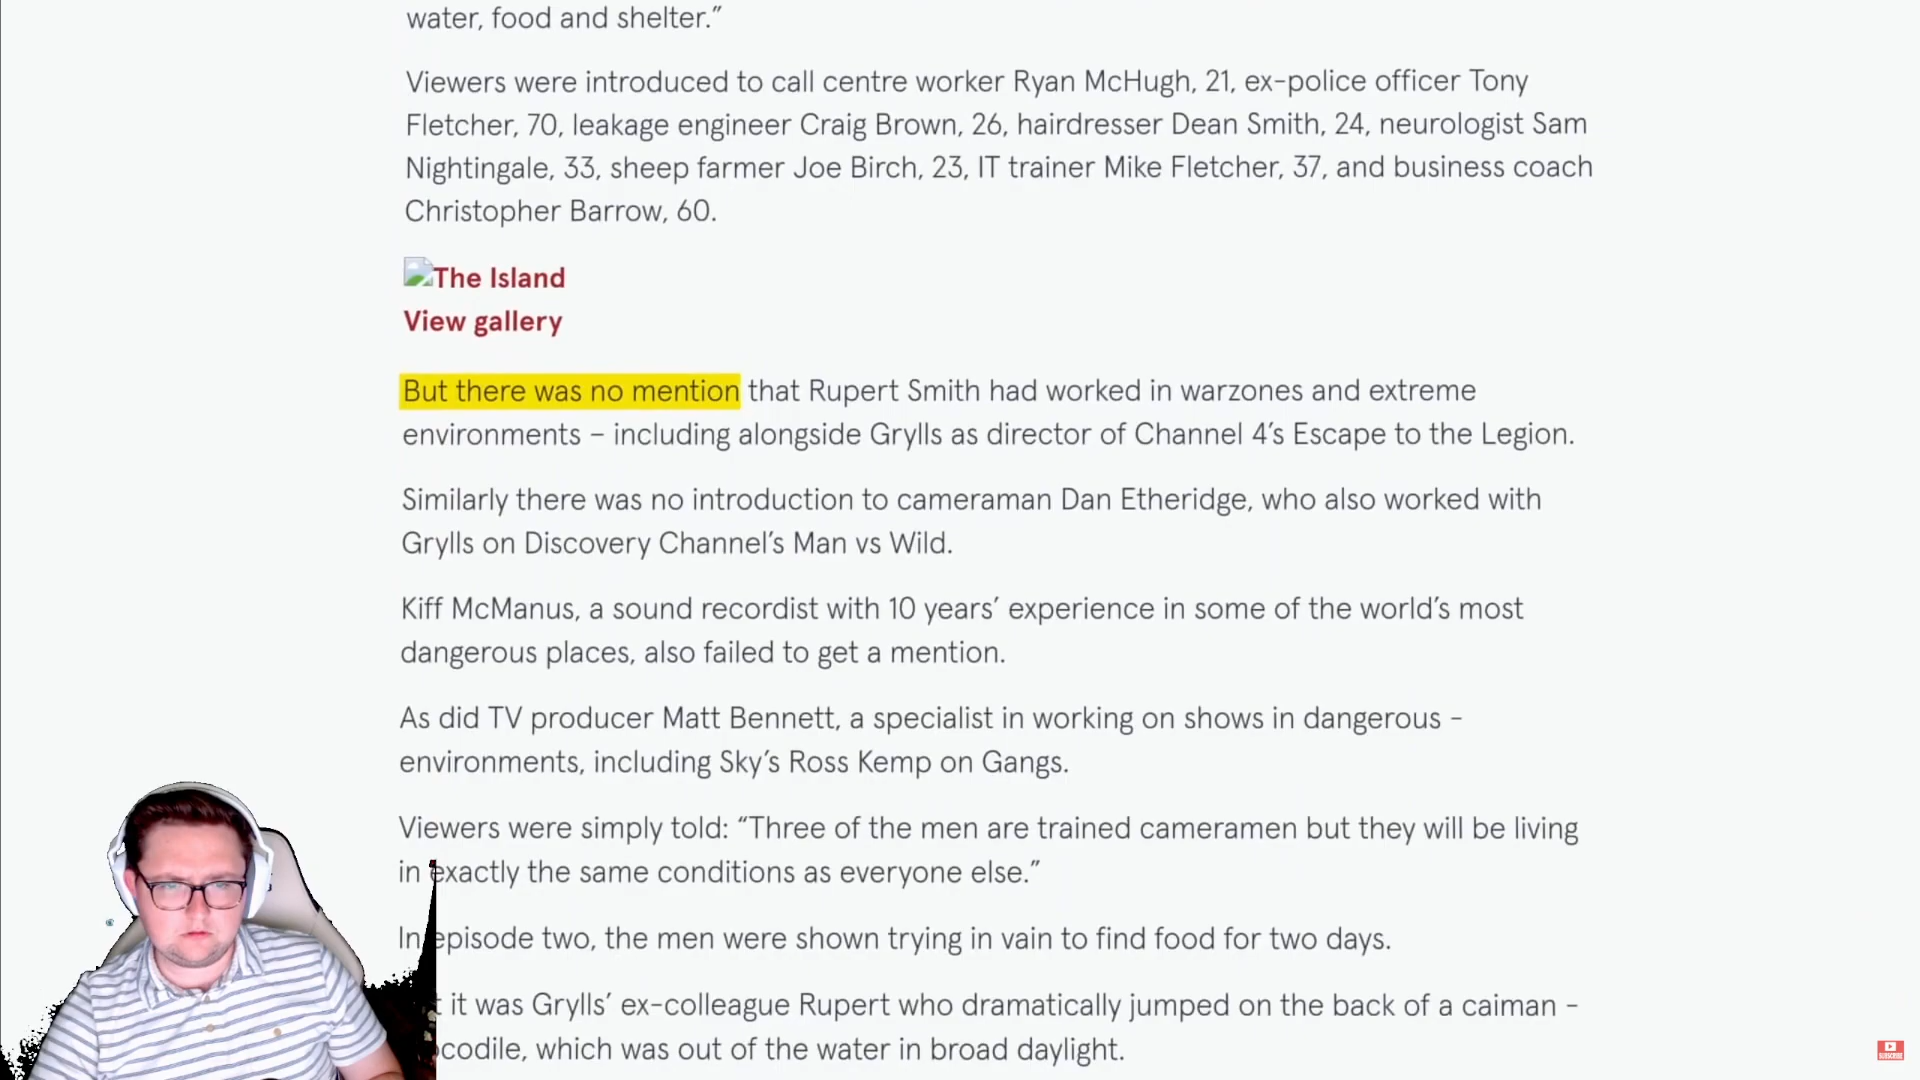 water, food and shelter.”
Viewers were introduced to call centre worker Ryan McHugh, 21, ex-police officer Tony
Fletcher, 70, leakage engineer Craig Brown, 26, hairdresser Dean Smith, 24, neurologist Sam
Nightingale, 33, sheep farmer Joe Birch, 23, IT trainer Mike Fletcher, 37, and business coach
Christopher Barrow, 60.
The Island
View gallery
But there was no mention that Rupert Smith had worked in warzones and extreme
environments – including alongside Grylls as director of Channel 4’s Escape to the Legion.
Similarly there was no introduction to cameraman Dan Etheridge, who also worked with
Grylls on Discovery Channel’s Man vs Wild.
Kiff McManus, a sound recordist with 10 years’ experience in some of the world’s most
dangerous places, also failed to get a mention.
As did TV producer Matt Bennett, a specialist in working on shows in dangerous –
environments, including Sky’s Ross Kemp on Gangs.
Viewers were simply told: “Three of the men are trained cameramen but they will be living
in exactly the same conditions as everyone else.”
In episode two, the men were shown trying in vain to find food for two days.
it was Grylls’ ex-colleague Rupert who dramatically jumped on the back of a caiman –
codile, which was out of the water in broad daylight.
SUBSCRIBE